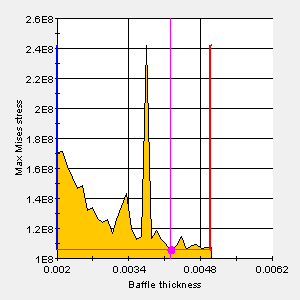 2.6E8
2.4E8
2.2E8
2E8
1.8E8
1.6E8
1.4E8
1.2E8
1E8
Max Mises stress
0.002
0.0034
0.0048
0.0062
Baffle thickness